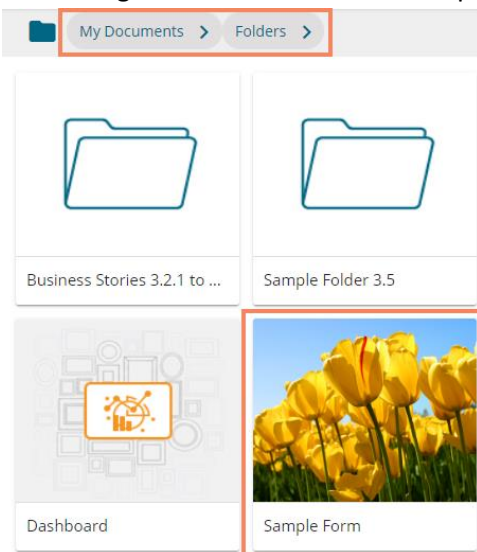 My Documents > Folders >
Business Stories 3.2.1 to ...
Sample Folder 3.5
Dashboard
Sample Form